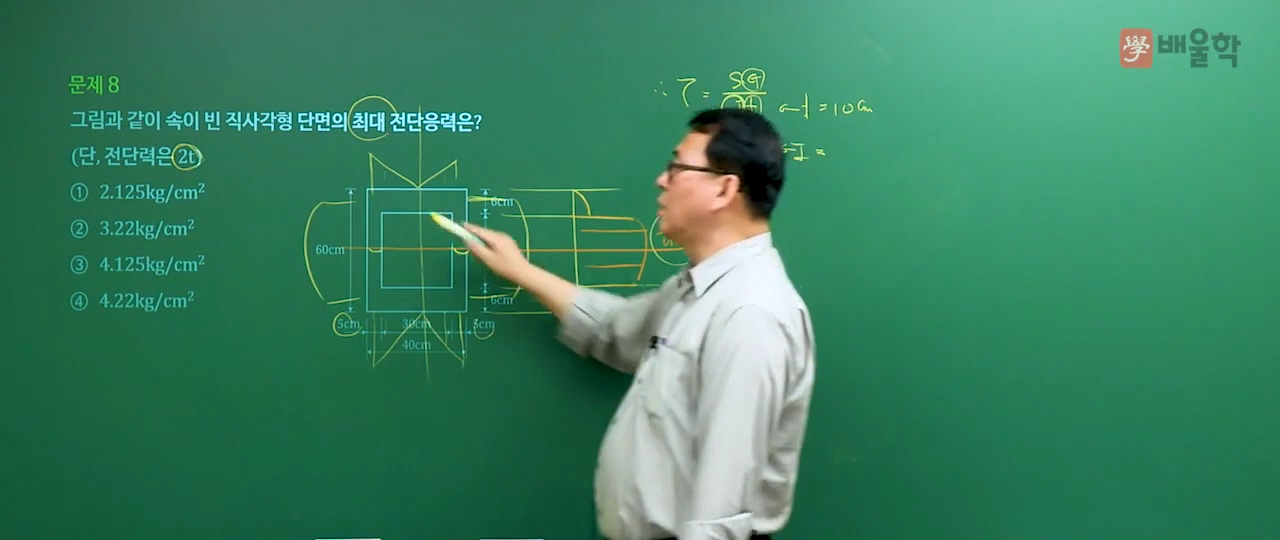 學 배울학
문제 8
그림과 같이 속이 빈 직사각형 단면의 최대 전단응력은?
(단, 전단력은 2t)
① 2.125kg/cm²
② 3.22kg/cm²
③ 4.125kg/cm²
④ 4.22kg/cm²
6cm
60cm
6cm
5cm 30cm 5cm
40cm
∴ τ = SG
t = 10cm
I =